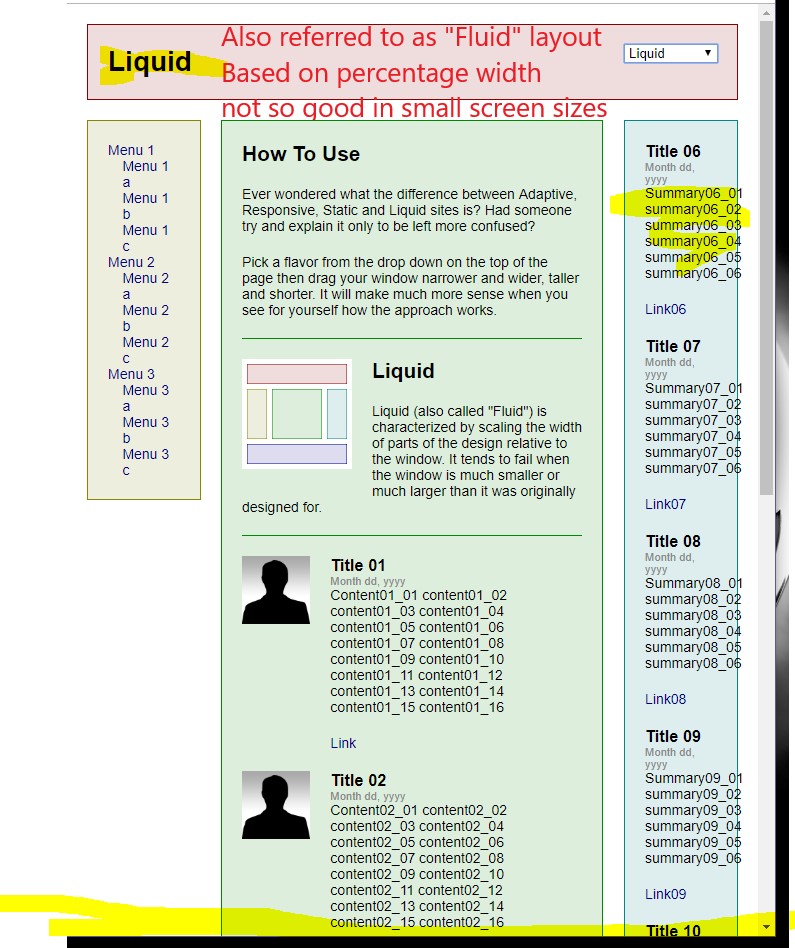 Liquid
Also referred to as "Fluid" layout
Based on percentage width
not so good in small screen sizes
Liquid
Menu 1
Menu 1
a
Menu 1
b
Menu 1
c
Menu 2
Menu 2
a
Menu 2
b
Menu 2
c
Menu 3
Menu 3
a
Menu 3
b
Menu 3
c
How To Use
Ever wondered what the difference between Adaptive,
Responsive, Static and Liquid sites is? Had someone
try and explain it only to be left more confused?
Pick a flavor from the drop down on the top of the
page then drag your window narrower and wider, taller
and shorter. It will make much more sense when you
see for yourself how the approach works.
Liquid
Liquid (also called "Fluid") is
characterized by scaling the width
of parts of the design relative to
the window. It tends to fail when
the window is much smaller or
much larger than it was originally
designed for.
Title 01
Month dd, yyyy
Content01_01 content01_02
content01_03 content01_04
content01_05 content01_06
content01_07 content01_08
content01_09 content01_10
content01_11 content01_12
content01_13 content01_14
content01_15 content01_16
Link
Title 02
Month dd, yyyy
Content02_01 content02_02
content02_03 content02_04
content02_05 content02_06
content02_07 content02_08
content02_09 content02_10
content02_11 content02_12
content02_13 content02_14
content02_15 content02_16
Title 06
Month dd,
yyyy
Summary06_01
summary06_02
summary06_03
summary06_04
summary06_05
summary06_06
Link06
Title 07
Month dd,
yyyy
Summary07_01
summary07_02
summary07_03
summary07_04
summary07_05
summary07_06
Link07
Title 08
Month dd,
yyyy
Summary08_01
summary08_02
summary08_03
summary08_04
summary08_05
summary08_06
Link08
Title 09
Month dd,
yyyy
Summary09_01
summary09_02
summary09_03
summary09_04
summary09_05
summary09_06
Link09
Title 10